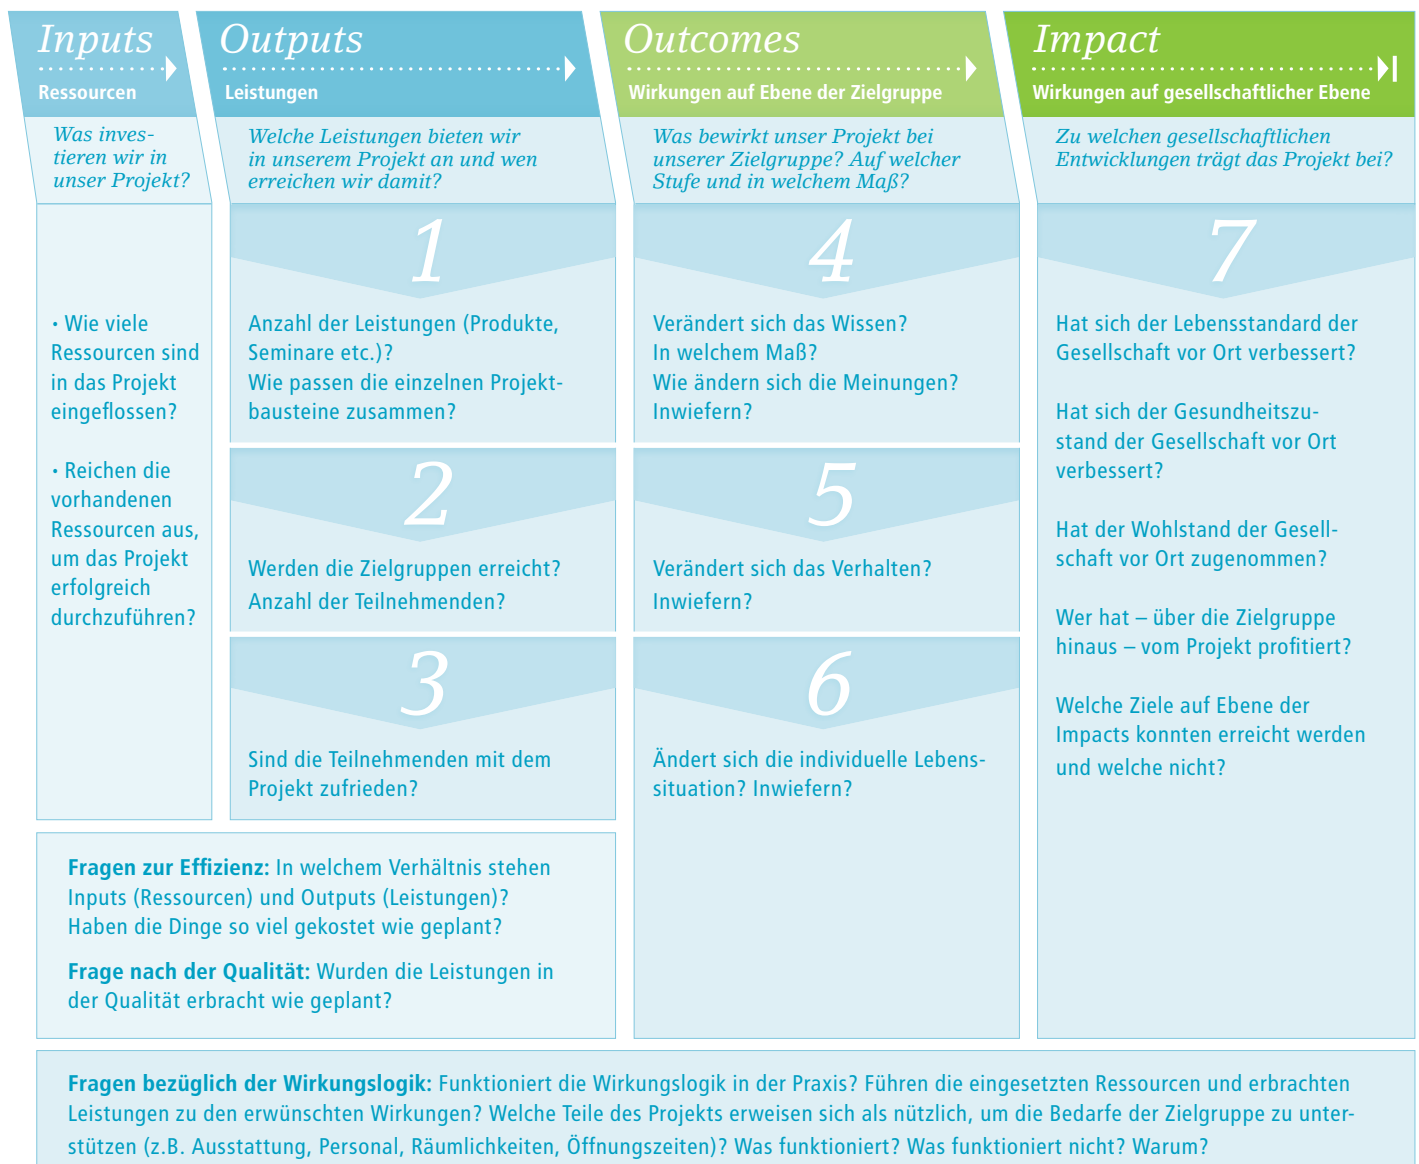 Inputs
Ressourcen
Was inves-
tieren wir in
unser Projekt?
· Wie viele
Ressourcen sind
in das Projekt
eingeflossen?
· Reichen die
vorhandenen
Ressourcen aus,
um das Projekt
erfolgreich
durchzuführen?
Outputs
Leistungen
Welche Leistungen bieten wir
in unserem Projekt an und wen
erreichen wir damit?
1
Anzahl der Leistungen (Produkte,
Seminare etc.)?
Wie passen die einzelnen Projekt-
bausteine zusammen?
2
Werden die Zielgruppen erreicht?
Anzahl der Teilnehmenden?
3
Sind die Teilnehmenden mit dem
Projekt zufrieden?
Fragen zur Effizienz: In welchem Verhältnis stehen
Inputs (Ressourcen) und Outputs (Leistungen)?
Haben die Dinge so viel gekostet wie geplant?
Frage nach der Qualität: Wurden die Leistungen in
der Qualität erbracht wie geplant?
Outcomes
Wirkungen auf Ebene der Zielgruppe
Was bewirkt unser Projekt bei
unserer Zielgruppe? Auf welcher
Stufe und in welchem Maß?
4
Verändert sich das Wissen?
In welchem Maß?
Wie ändern sich die Meinungen?
Inwiefern?
5
Verändert sich das Verhalten?
Inwiefern?
6
Ändert sich die individuelle Lebens-
situation? Inwiefern?
Impact
Wirkungen auf gesellschaftlicher Ebene
Zu welchen gesellschaftlichen
Entwicklungen trägt das Projekt bei?
7
Hat sich der Lebensstandard der
Gesellschaft vor Ort verbessert?
Hat sich der Gesundheitszu-
stand der Gesellschaft vor Ort
verbessert?
Hat der Wohlstand der Gesell-
schaft vor Ort zugenommen?
Wer hat – über die Zielgruppe
hinaus – vom Projekt profitiert?
Welche Ziele auf Ebene der
Impacts konnten erreicht werden
und welche nicht?
Fragen bezüglich der Wirkungslogik: Funktioniert die Wirkungslogik in der Praxis? Führen die eingesetzten Ressourcen und erbrachten
Leistungen zu den erwünschten Wirkungen? Welche Teile des Projekts erweisen sich als nützlich, um die Bedarfe der Zielgruppe zu unter-
stützen (z.B. Ausstattung, Personal, Räumlichkeiten, Öffnungszeiten)? Was funktioniert? Was funktioniert nicht? Warum?